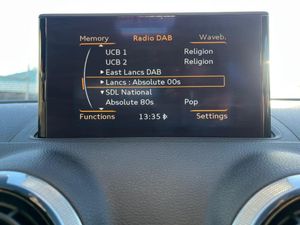 Memory Radio DAB Waveb.
UCB 1 Religion
UCB 2 Religion
East Lancs DAB
Lancs : Absolute 00s
SDL National
Absolute 80s Pop
Functions 13:35 Settings